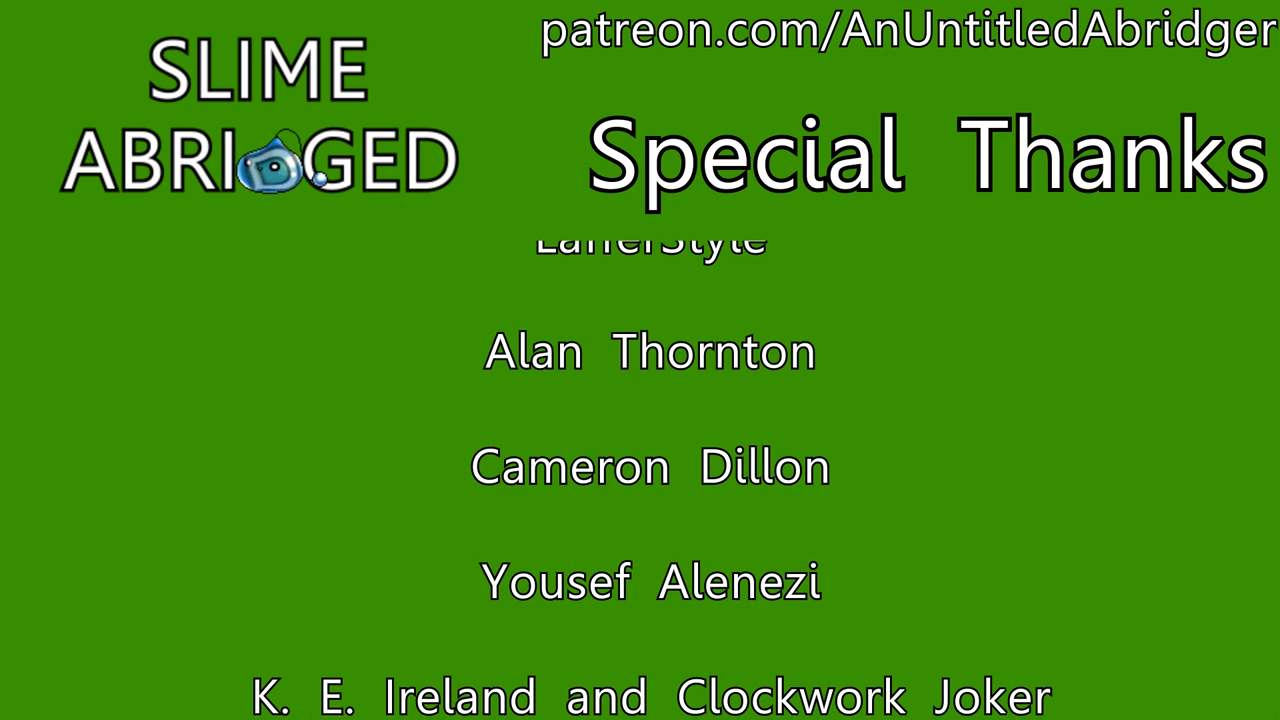 patreon.com/AnUntitledAbridger
SLIME
ABRIDGED
Special Thanks
Alan Thornton
Cameron Dillon
Yousef Alenezi
K. E. Ireland and Clockwork Joker